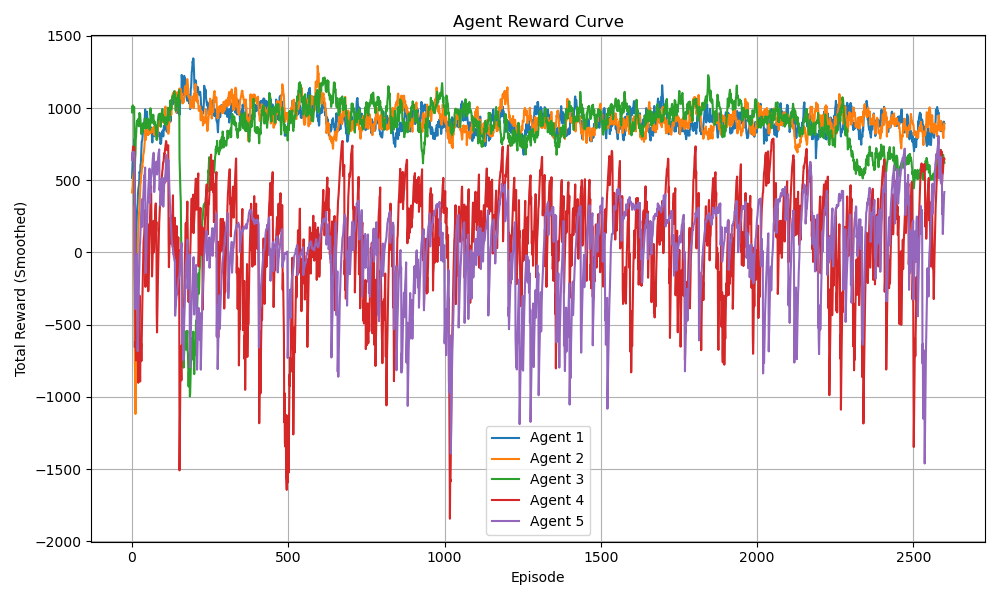 Agent Reward Curve
Total Reward (Smoothed)
1500
1000
500
0
−500
−1000
−1500
−2000
Agent 1
Agent 2
Agent 3
Agent 4
Agent 5
0 500 1000 1500 2000 2500
Episode